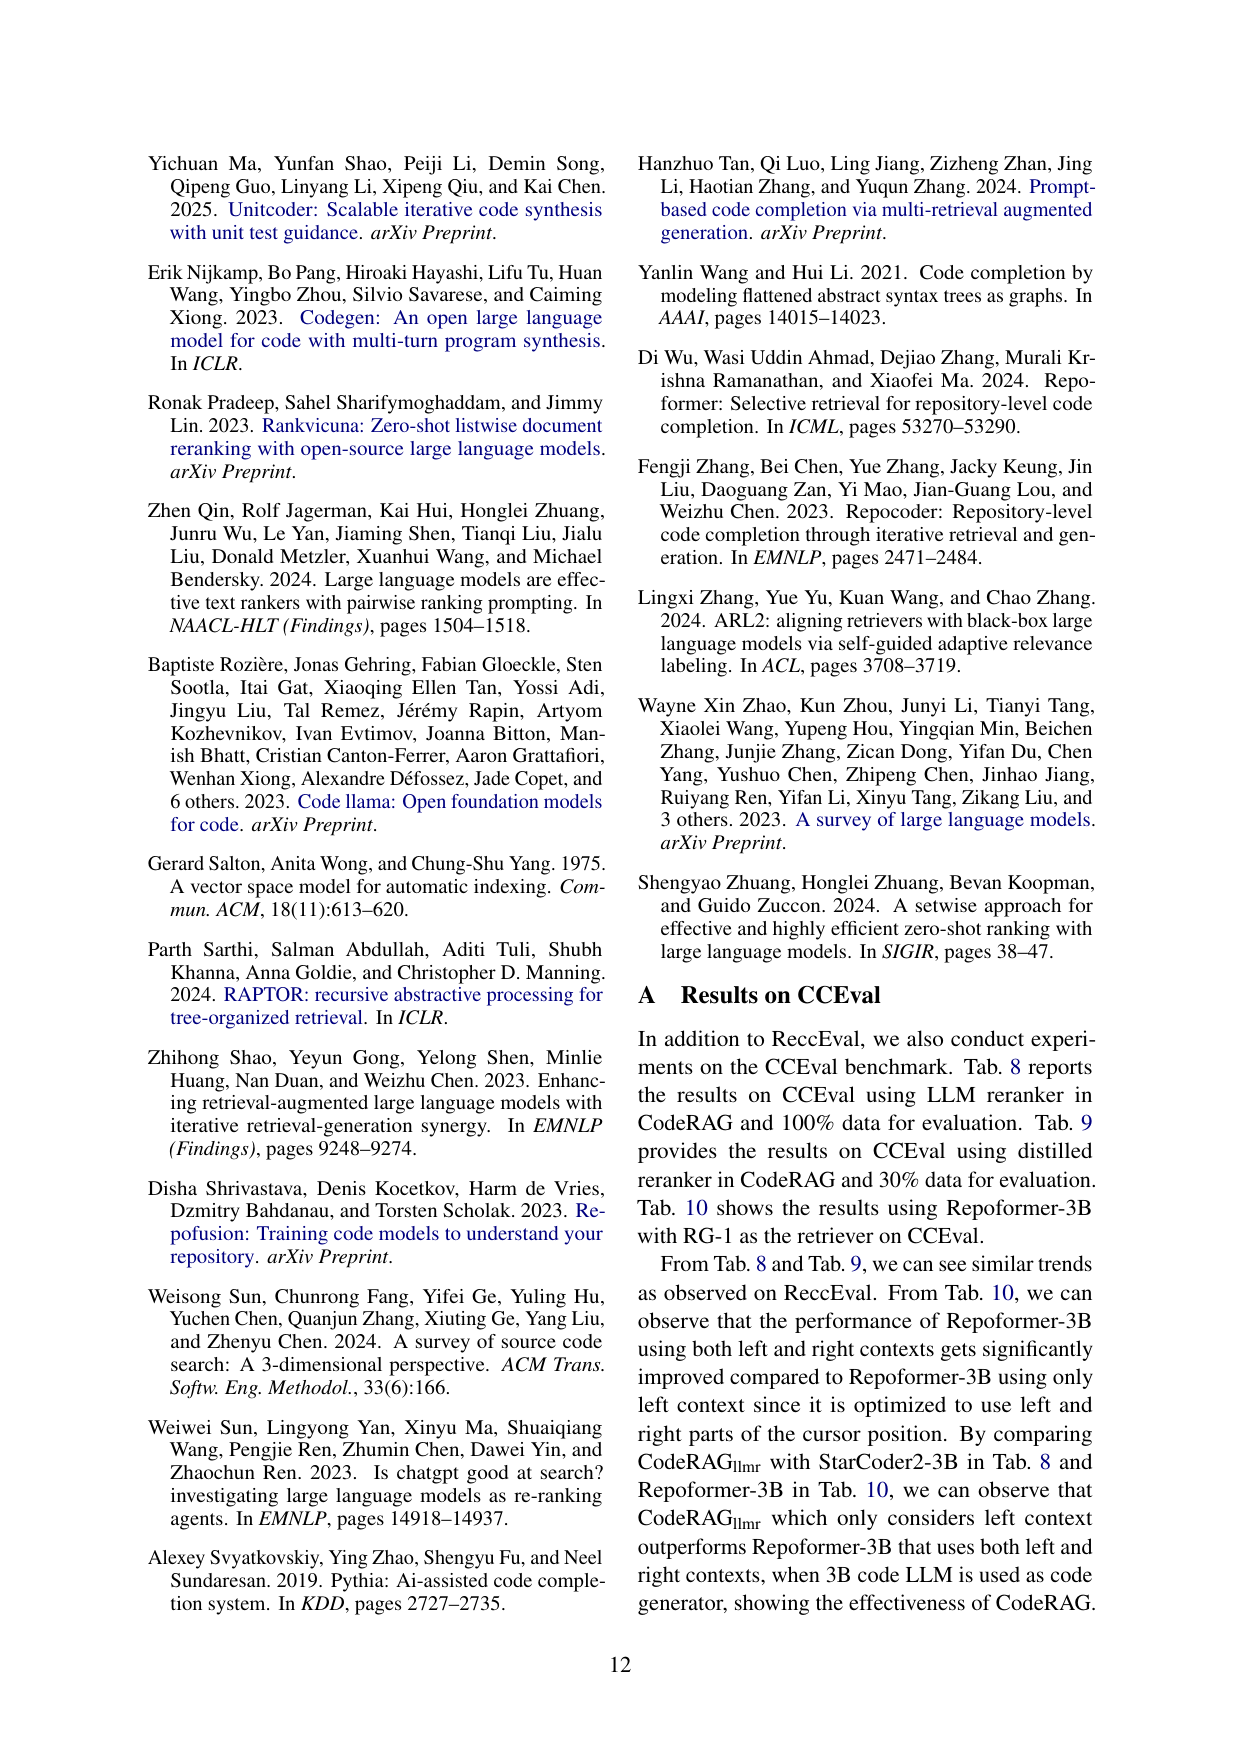 Yichuan Ma, Yunfan Shao, Peiji Li, Demin Song,
Qipeng Guo, Linyang Li, Xipeng Qiu, and Kai Chen.
2025. Unitcoder: Scalable iterative code synthesis
with unit test guidance. arXiv Preprint.
Erik Nijkamp, Bo Pang, Hiroaki Hayashi, Lifu Tu, Huan
Wang, Yingbo Zhou, Silvio Savarese, and Caiming
Xiong. 2023. Codegen: An open large language
model for code with multi-turn program synthesis.
In ICLR.
Ronak Pradeep, Sahel Sharifymoghaddam, and Jimmy
Lin. 2023. Rankvicuna: Zero-shot listwise document
reranking with open-source large language models.
arXiv Preprint.
Zhen Qin, Rolf Jagerman, Kai Hui, Honglei Zhuang,
Junru Wu, Le Yan, Jiaming Shen, Tianqi Liu, Jialu
Liu, Donald Metzler, Xuanhui Wang, and Michael
Bendersky. 2024. Large language models are effec-
tive text rankers with pairwise ranking prompting. In
NAACL-HLT (Findings), pages 1504–1518.
Baptiste Rozière, Jonas Gehring, Fabian Gloeckle, Sten
Sootla, Itai Gat, Xiaoqing Ellen Tan, Yossi Adi,
Jingyu Liu, Tal Remez, Jérémy Rapin, Artyom
Kozhevnikov, Ivan Evtimov, Joanna Bitton, Man-
ish Bhatt, Cristian Canton-Ferrer, Aaron Grattafiori,
Wenhan Xiong, Alexandre Défossez, Jade Copet, and
6 others. 2023. Code llama: Open foundation models
for code. arXiv Preprint.
Gerard Salton, Anita Wong, and Chung-Shu Yang. 1975.
A vector space model for automatic indexing. Com-
mun. ACM, 18(11):613–620.
Parth Sarthi, Salman Abdullah, Aditi Tuli, Shubh
Khanna, Anna Goldie, and Christopher D. Manning.
2024. RAPTOR: recursive abstractive processing for
tree-organized retrieval. In ICLR.
Zhihong Shao, Yeyun Gong, Yelong Shen, Minlie
Huang, Nan Duan, and Weizhu Chen. 2023. Enhanc-
ing retrieval-augmented large language models with
iterative retrieval-generation synergy. In EMNLP
(Findings), pages 9248–9274.
Disha Shrivastava, Denis Kocetkov, Harm de Vries,
Dzmitry Bahdanau, and Torsten Scholak. 2023. Re-
pofusion: Training code models to understand your
repository. arXiv Preprint.
Weisong Sun, Chunrong Fang, Yifei Ge, Yuling Hu,
Yuchen Chen, Quanjun Zhang, Xiuting Ge, Yang Liu,
and Zhenyu Chen. 2024. A survey of source code
search: A 3-dimensional perspective. ACM Trans.
Softw. Eng. Methodol., 33(6):166.
Weiwei Sun, Lingyong Yan, Xinyu Ma, Shuaiqiang
Wang, Pengjie Ren, Zhumin Chen, Dawei Yin, and
Zhaochun Ren. 2023. Is chatgpt good at search?
investigating large language models as re-ranking
agents. In EMNLP, pages 14918–14937.
Alexey Svyatkovskiy, Ying Zhao, Shengyu Fu, and Neel
Sundaresan. 2019. Pythia: Ai-assisted code comple-
tion system. In KDD, pages 2727–2735.
Hanzhuo Tan, Qi Luo, Ling Jiang, Zizheng Zhan, Jing
Li, Haotian Zhang, and Yuqun Zhang. 2024. Prompt-
based code completion via multi-retrieval augmented
generation. arXiv Preprint.
Yanlin Wang and Hui Li. 2021. Code completion by
modeling flattened abstract syntax trees as graphs. In
AAAI, pages 14015–14023.
Di Wu, Wasi Uddin Ahmad, Dejiao Zhang, Murali Kr-
ishna Ramanathan, and Xiaofei Ma. 2024. Repo-
former: Selective retrieval for repository-level code
completion. In ICML, pages 53270–53290.
Fengji Zhang, Bei Chen, Yue Zhang, Jacky Keung, Jin
Liu, Daoguang Zan, Yi Mao, Jian-Guang Lou, and
Weizhu Chen. 2023. Repocoder: Repository-level
code completion through iterative retrieval and gen-
eration. In EMNLP, pages 2471–2484.
Lingxi Zhang, Yue Yu, Kuan Wang, and Chao Zhang.
2024. ARL2: aligning retrievers with black-box large
language models via self-guided adaptive relevance
labeling. In ACL, pages 3708–3719.
Wayne Xin Zhao, Kun Zhou, Junyi Li, Tianyi Tang,
Xiaolei Wang, Yupeng Hou, Yingqian Min, Beichen
Zhang, Junjie Zhang, Zican Dong, Yifan Du, Chen
Yang, Yushuo Chen, Zhipeng Chen, Jinhao Jiang,
Ruiyang Ren, Yifan Li, Xinyu Tang, Zikang Liu, and
3 others. 2023. A survey of large language models.
arXiv Preprint.
Shengyao Zhuang, Honglei Zhuang, Bevan Koopman,
and Guido Zuccon. 2024. A setwise approach for
effective and highly efficient zero-shot ranking with
large language models. In SIGIR, pages 38–47.
A Results on CCEval
In addition to ReccEval, we also conduct experi-
ments on the CCEval benchmark. Tab. 8 reports
the results on CCEval using LLM reranker in
CodeRAG and 100% data for evaluation. Tab. 9
provides the results on CCEval using distilled
reranker in CodeRAG and 30% data for evaluation.
Tab. 10 shows the results using Repoformer-3B
with RG-1 as the retriever on CCEval.
From Tab. 8 and Tab. 9, we can see similar trends
as observed on ReccEval. From Tab. 10, we can
observe that the performance of Repoformer-3B
using both left and right contexts gets significantly
improved compared to Repoformer-3B using only
left context since it is optimized to use left and
right parts of the cursor position. By comparing
CodeRAGllmr with StarCoder2-3B in Tab. 8 and
Repoformer-3B in Tab. 10, we can observe that
CodeRAGllmr which only considers left context
outperforms Repoformer-3B that uses both left and
right contexts, when 3B code LLM is used as code
generator, showing the effectiveness of CodeRAG.
12